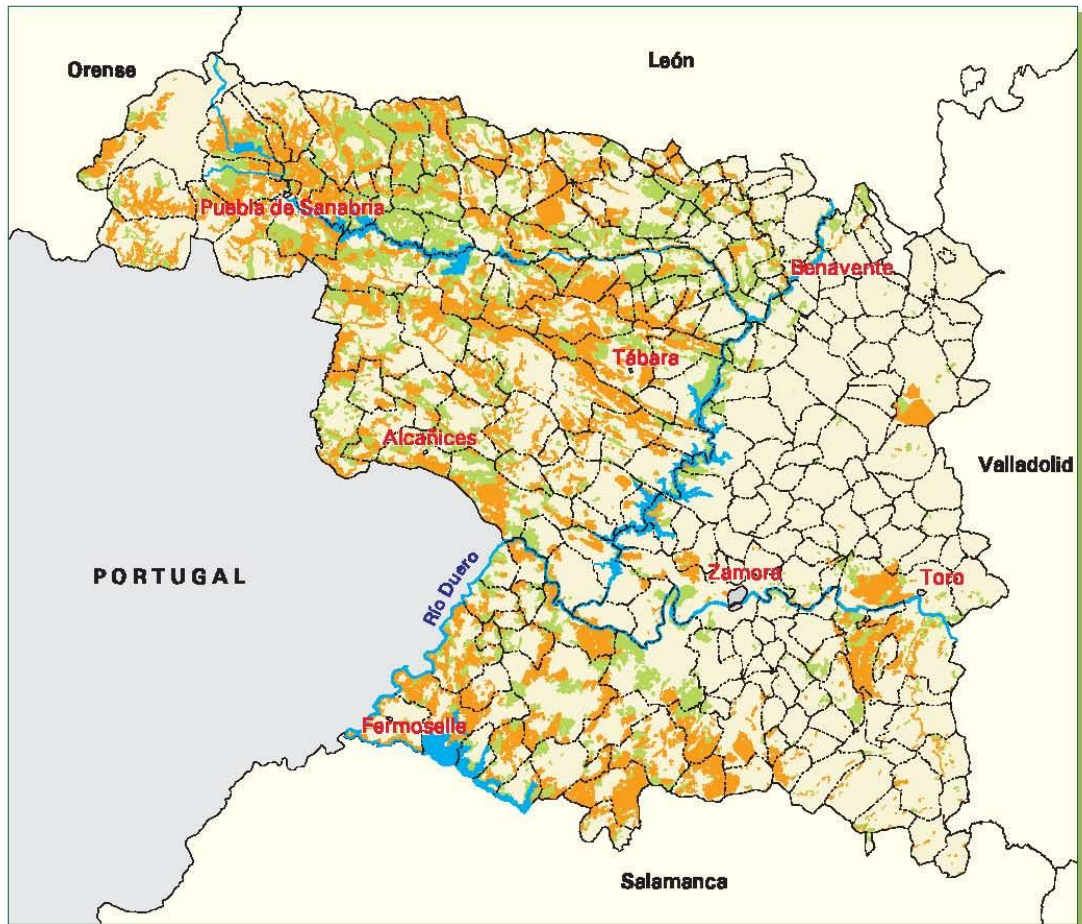 León
Orense
Puebla de Sanabria
Benavente
Tábara
Alcañices
Valladolid
PORTUGAL
Río Duero
Zamora
Toro
Fermoselle
Salamanca